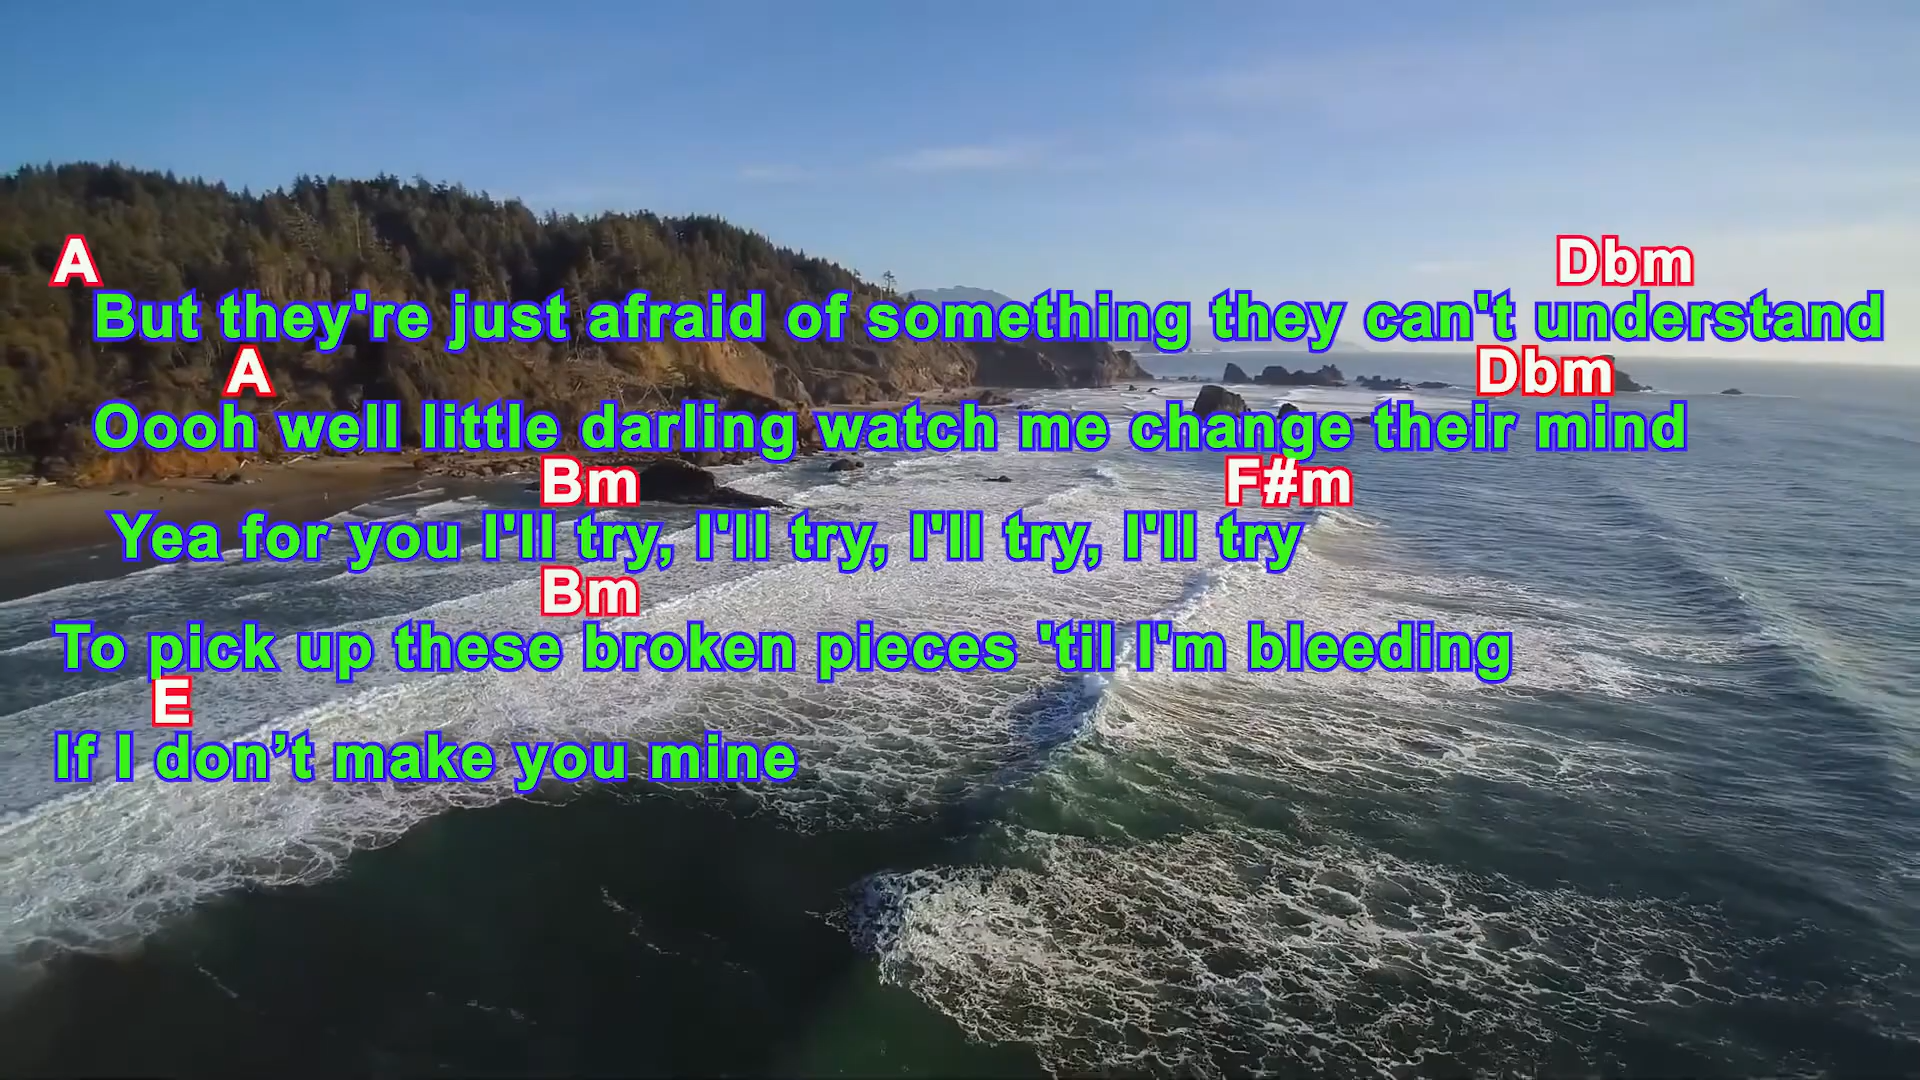 A Dbm
But they're just afraid of something they can't understand
A Dbm
Oooh well little darling watch me change their mind
Bm F#m
Yea for you I'll try, I'll try, I'll try, I'll try
Bm
To pick up these broken pieces 'til I'm bleeding
E
If I don’t make you mine